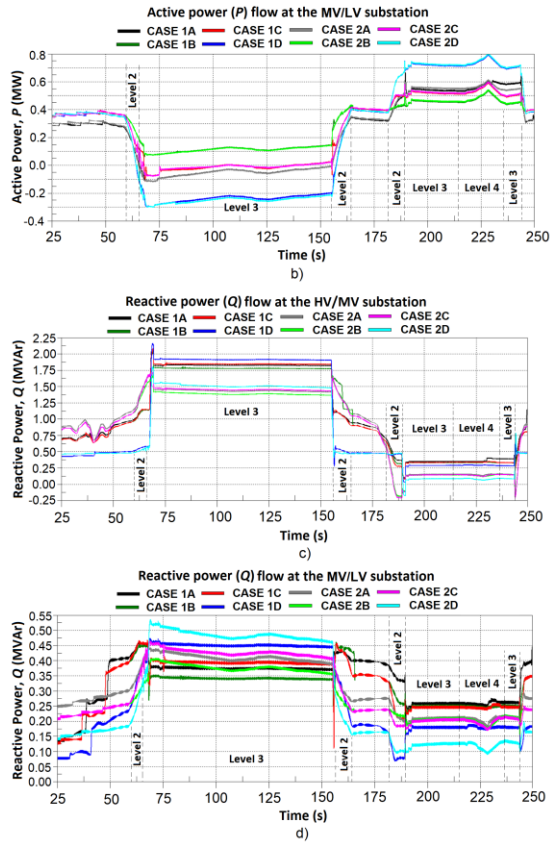 Active power (P) flow at the MV/LV substation
CASE 1A CASE 1C CASE 2A CASE 2C
CASE 1B CASE 1D CASE 2B CASE 2D
Active Power, P (MW)
0.8
0.6
0.4
0.2
0.0
-0.2
-0.4
Level 2
Level 3
Level 2
Level 2
Level 3
Level 4
Level 3
25 50 75 100 125 150 175 200 225 250
Time (s)
b)
Reactive power (Q) flow at the HV/MV substation
CASE 1A CASE 1C CASE 2A CASE 2C
CASE 1B CASE 1D CASE 2B CASE 2D
Reactive Power, Q (MVAr)
2.25
2.00
1.75
1.50
1.25
1.00
0.75
0.50
0.25
0.00
-0.25
Level 2
Level 3
Level 2
Level 2
Level 3
Level 4
Level 3
25 50 75 100 125 150 175 200 225 250
Time (s)
c)
Reactive power (Q) flow at the MV/LV substation
CASE 1A CASE 1C CASE 2A CASE 2C
CASE 1B CASE 1D CASE 2B CASE 2D
Reactive Power, Q (MVAr)
0.55
0.50
0.45
0.40
0.35
0.30
0.25
0.20
0.15
0.10
0.05
0.00
Level 2
Level 3
Level 2
Level 2
Level 3
Level 4
Level 3
25 50 75 100 125 150 175 200 225 250
Time (s)
d)